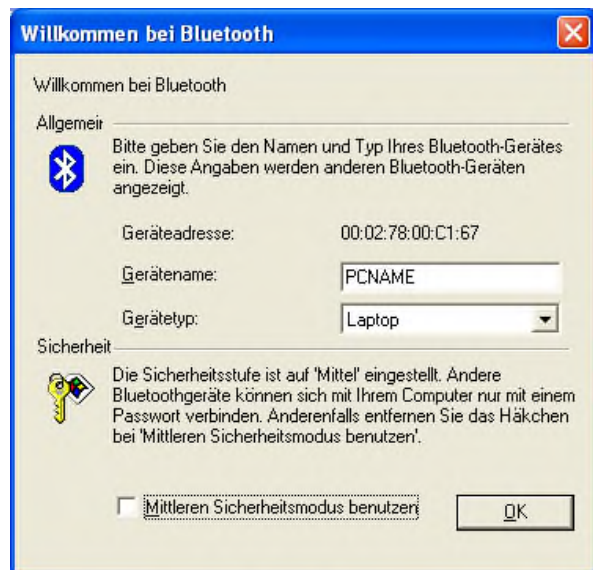 Willkommen bei Bluetooth
Willkommen bei Bluetooth
Allgemein
Bitte geben Sie den Namen und Typ Ihres Bluetooth-Gerätes
ein. Diese Angaben werden anderen Bluetooth-Geräten
angezeigt.
Geräteadresse: 00:02:78:00:C1:67
Gerätename: PCNAME
Gerätetyp: Laptop
Sicherheit
Die Sicherheitsstufe ist auf 'Mittel' eingestellt. Andere
Bluetoothgeräte können sich mit Ihrem Computer nur mit einem
Passwort verbinden. Anderenfalls entfernen Sie das Häkchen
bei 'Mittleren Sicherheitsmodus benutzen'.
Mittleren Sicherheitsmodus benutzen OK